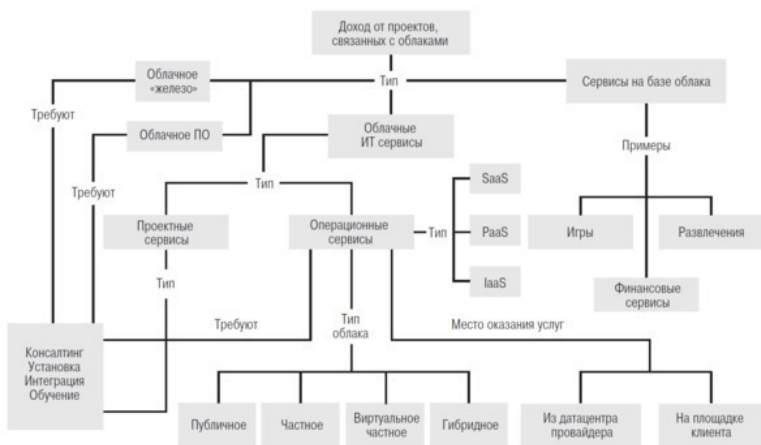 Доход от проектов,
связанных с облаками
Облачное
«железо»
Тип
Сервисы на базе облака
Требуют
Облачное ПО
Облачные
ИТ сервисы
Примеры
Требуют
Тип
SaaS
Проектные
сервисы
Операционные
сервисы
Тип
PaaS
Игры
Развлечения
Тип
IaaS
Финансовые
сервисы
Требуют
Тип
облака
Место оказания услуг
Консалтинг
Установка
Интеграция
Обучение
Публичное
Частное
Виртуальное
частное
Гибридное
Из датацентра
провайдера
На площадке
клиента